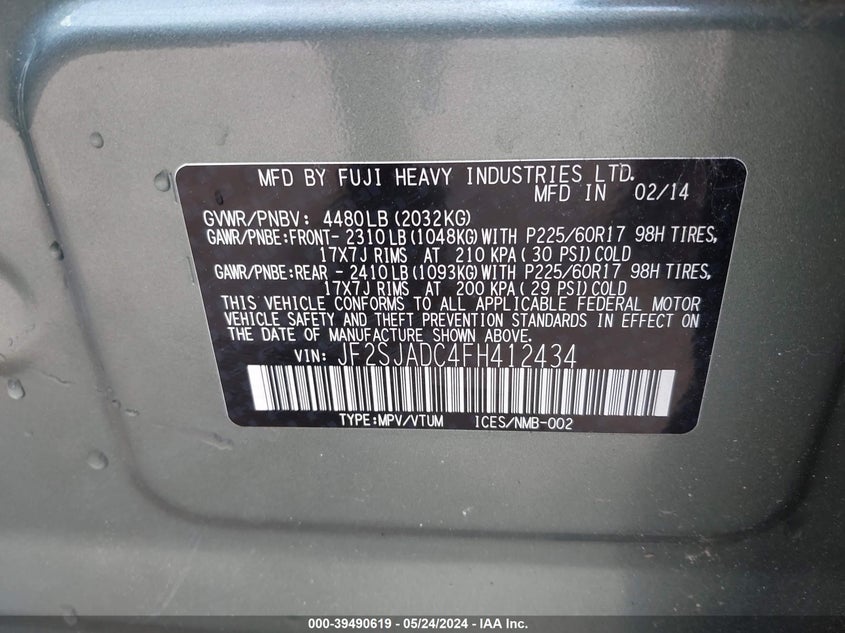 MFD BY FUJI HEAVY INDUSTRIES LTD.
MFD IN 02/14
GVWR/PNBV: 4480LB(2032KG)
GAWR/PNBE:FRONT- 2310LB(1048KG)WITH P225/60R17 98H TIRES,
17X7J RIMS AT 210 KPA(30 PSI)COLD
GAWR/PNBE:REAR - 2410LB(1093KG)WITH P225/60R17 98H TIRES,
17X7J RIMS AT 200 KPA(29 PSI)COLD
THIS VEHICLE CONFORMS TO ALL APPLICABLE FEDERAL MOTOR
VEHICLE SAFETY AND THEFT PREVENTION STANDARDS IN EFFECT ON
THE DATE OF MANUFACTURE SHOWN ABOVE.
VIN: JF2SJADC4FH412434
TYPE:MPV/VTUM ICES/NMB-002
000-39490619 - 05/24/2024 - IAA Inc.